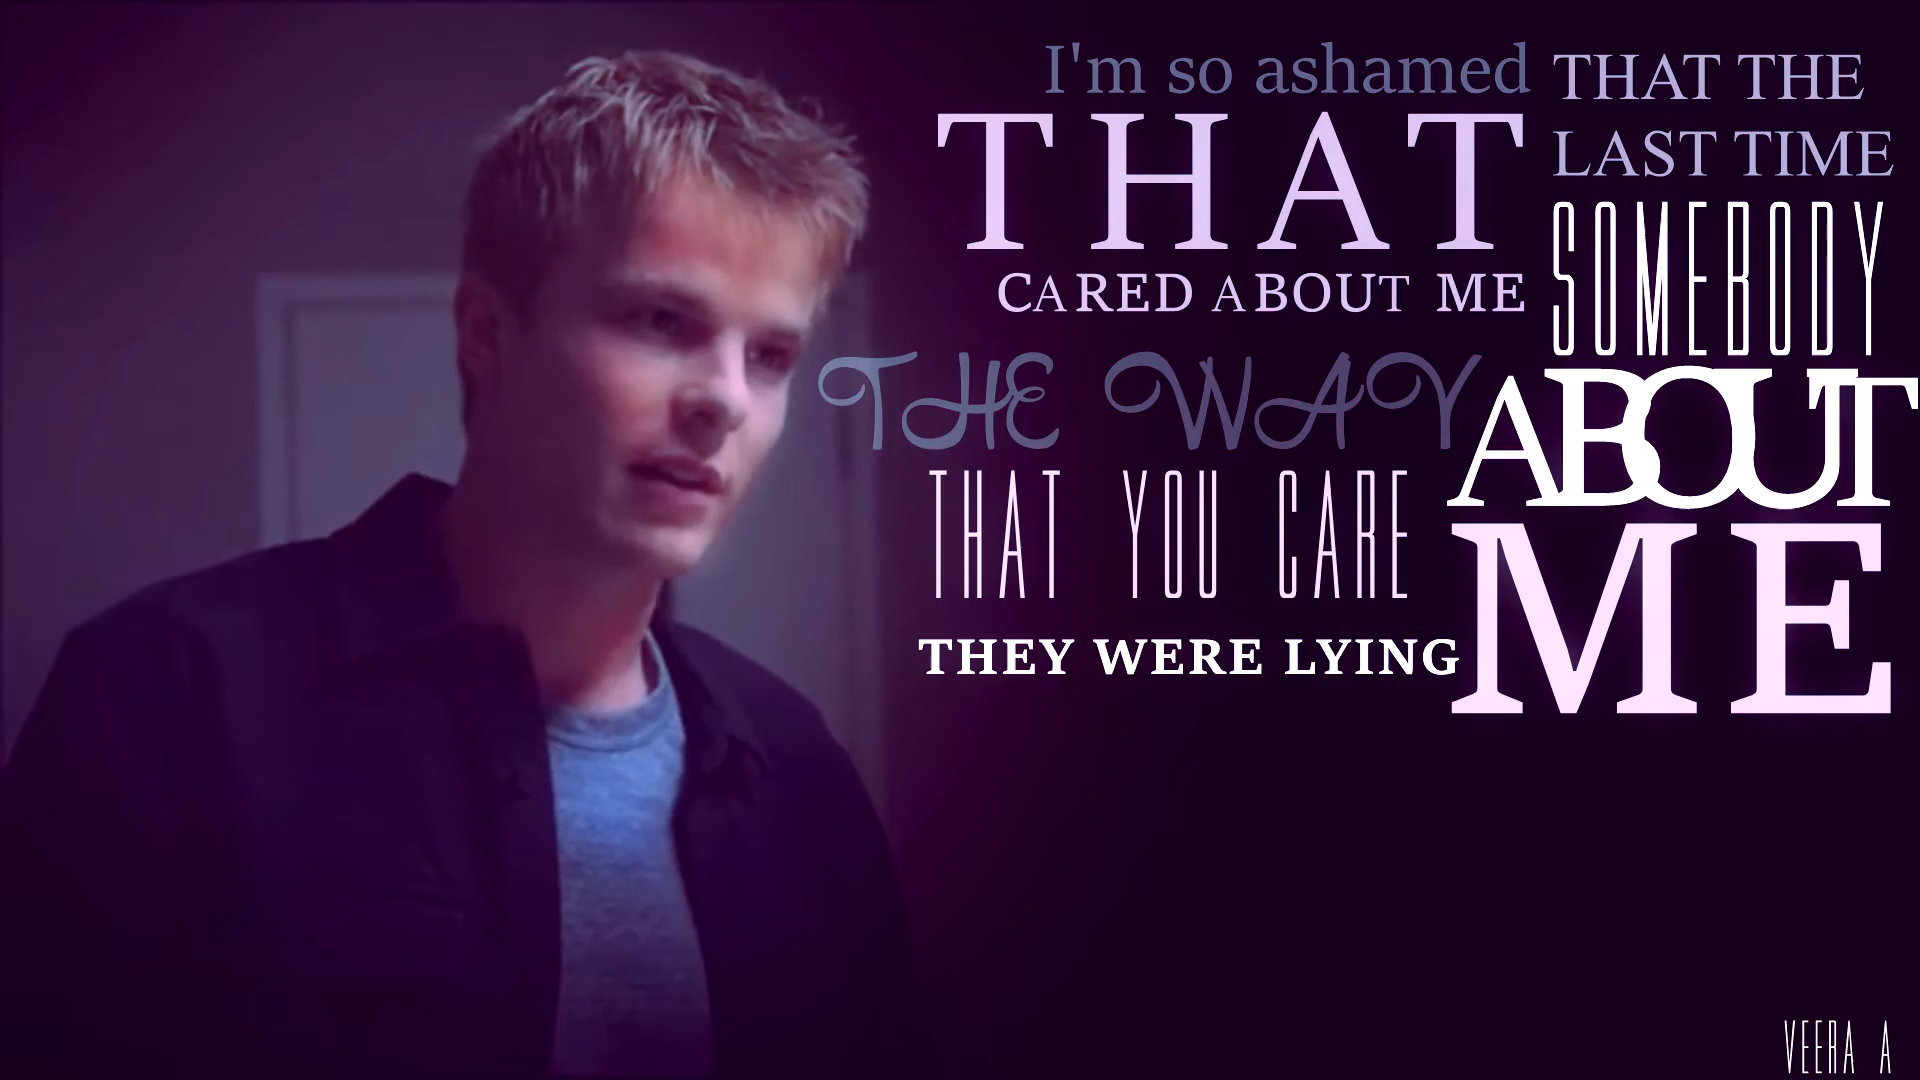 I'm so ashamed
THAT THE
LAST TIME
SOMEBODY
THAT
CARED ABOUT ME
THE WAY
THAT YOU CARE
ABOUT
ME
THEY WERE LYING
VEERA A